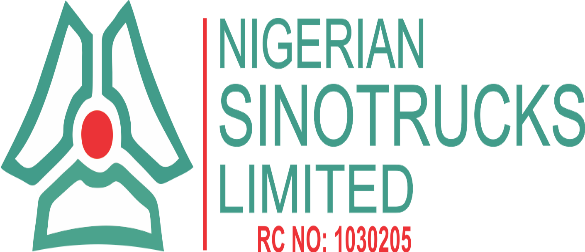 NIGERIAN
SINOTRUCKS
LIMITED
RC NO: 1030205